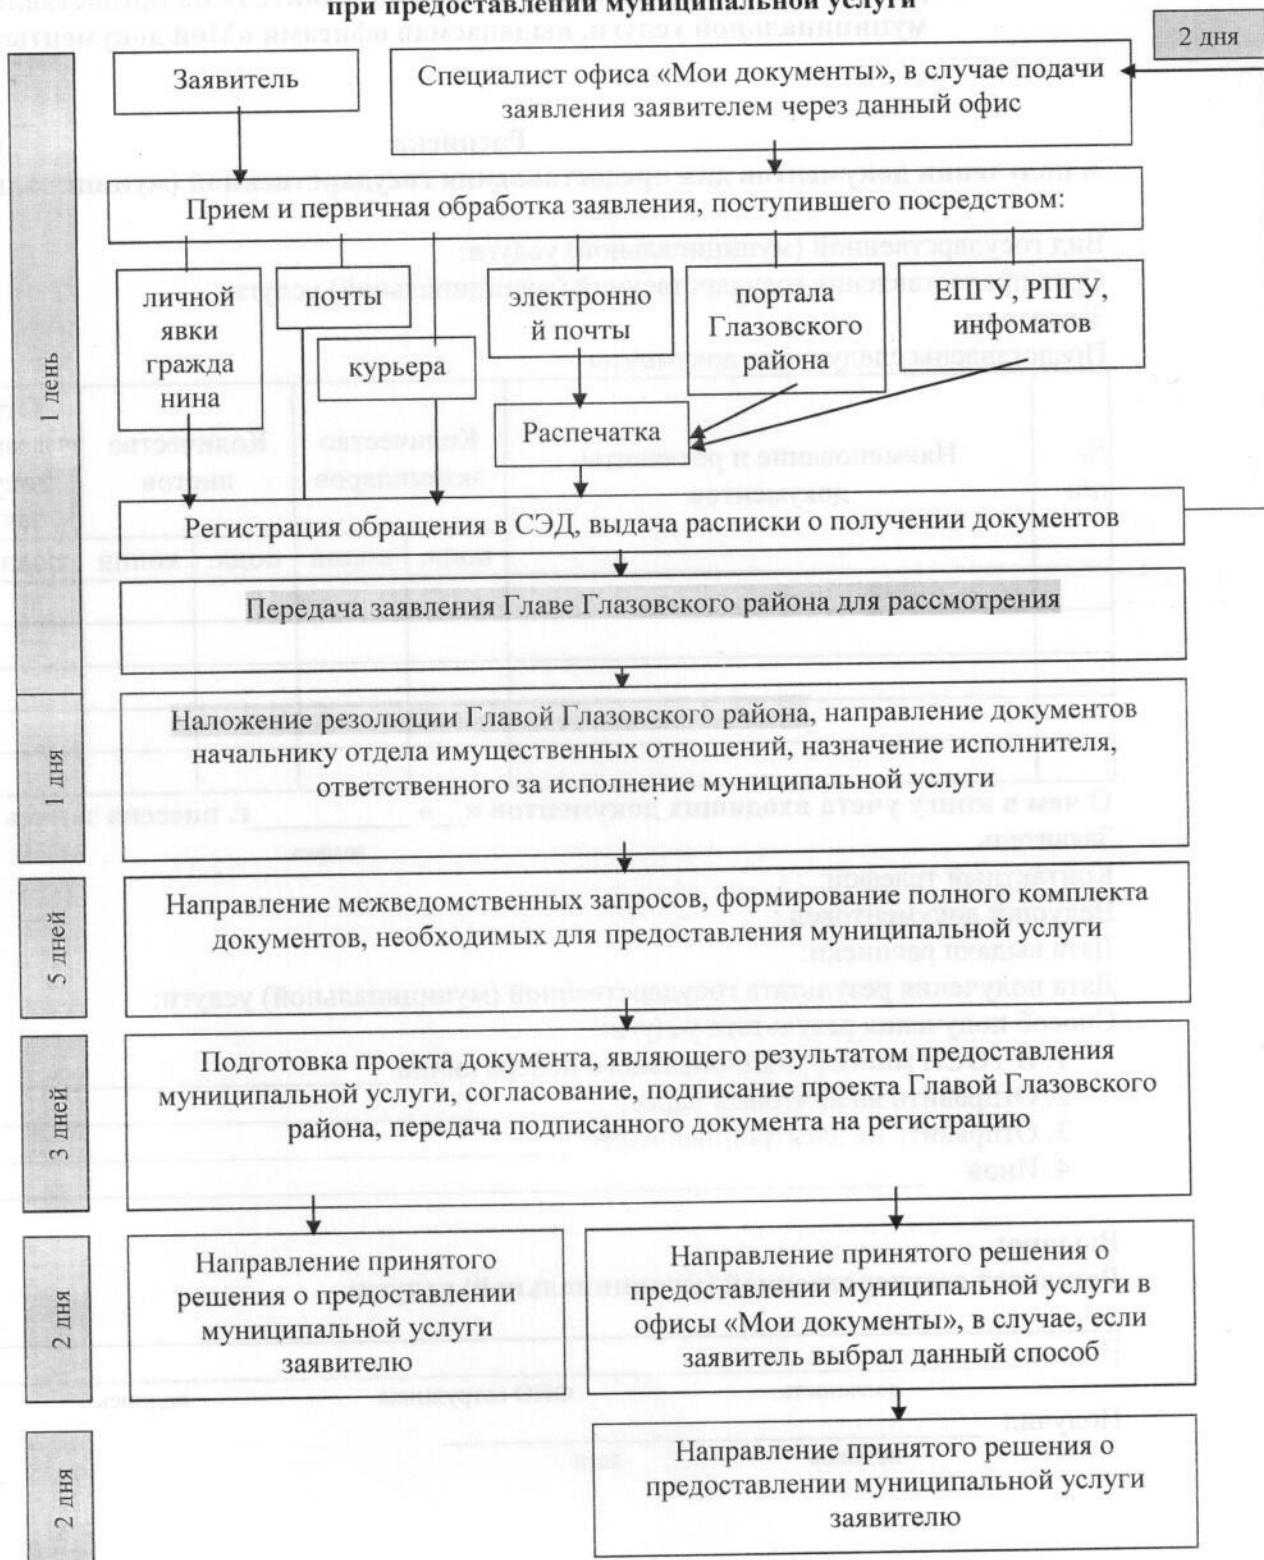 при предоставлении муниципальной услуги
2 дня
Заявитель
Специалист офиса «Мои документы», в случае подачи
заявления заявителем через данный офис
1 день
Прием и первичная обработка заявления, поступившего посредством:
личной
явки
гражда
нина
почты
курьера
электронно
й почты
портала
Глазовского
района
ЕПГУ, РПГУ,
инфоматов
Распечатка
Регистрация обращения в СЭД, выдача расписки о получении документов
Передача заявления Главе Глазовского района для рассмотрения
1 дня
Наложение резолюции Главой Глазовского района, направление документов
начальнику отдела имущественных отношений, назначение исполнителя,
ответственного за исполнение муниципальной услуги
5 дней
Направление межведомственных запросов, формирование полного комплекта
документов, необходимых для предоставления муниципальной услуги
3 дней
Подготовка проекта документа, являющего результатом предоставления
муниципальной услуги, согласование, подписание проекта Главой Глазовского
района, передача подписанного документа на регистрацию
2 дня
Направление принятого
решения о предоставлении
муниципальной услуги
заявителю
Направление принятого решения о
предоставлении муниципальной услуги в
офисы «Мои документы», в случае, если
заявитель выбрал данный способ
2 дня
Направление принятого решения о
предоставлении муниципальной услуги
заявителю